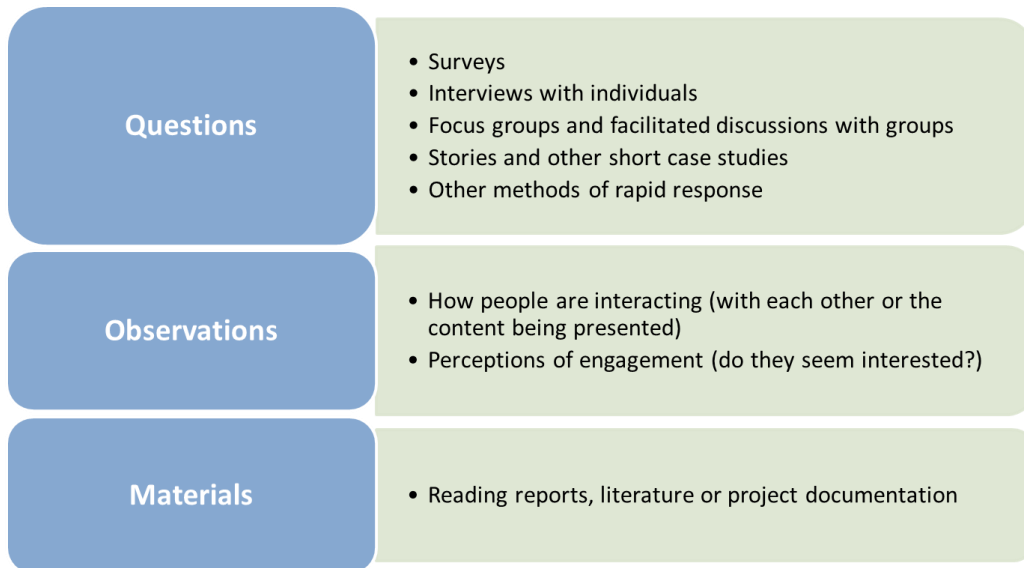 Questions
• Surveys
• Interviews with individuals
• Focus groups and facilitated discussions with groups
• Stories and other short case studies
• Other methods of rapid response
Observations
• How people are interacting (with each other or the
content being presented)
• Perceptions of engagement (do they seem interested?)
Materials
• Reading reports, literature or project documentation